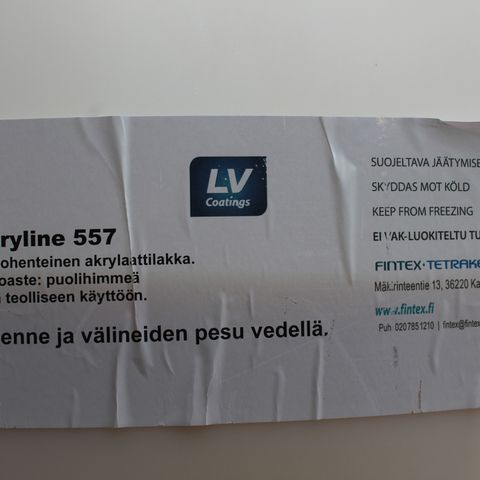 LV
Coatings
ryline 557
ohenteinen akrylaattilakka.
oaste: puolihimmeä
teolliseen käyttöön.
enne ja välineiden pesu vedellä.
SUOJELTAVA JÄÄTYMISE
SKYDDAS MOT KÖLD
KEEP FROM FREEZING
EI VAK-LUOKITELTU TU
FINTEX·TETRAKE
Mäkirinteentie 13, 36220 Ka
www.fintex.fi
Puh 0207851210 | fintex@fintex